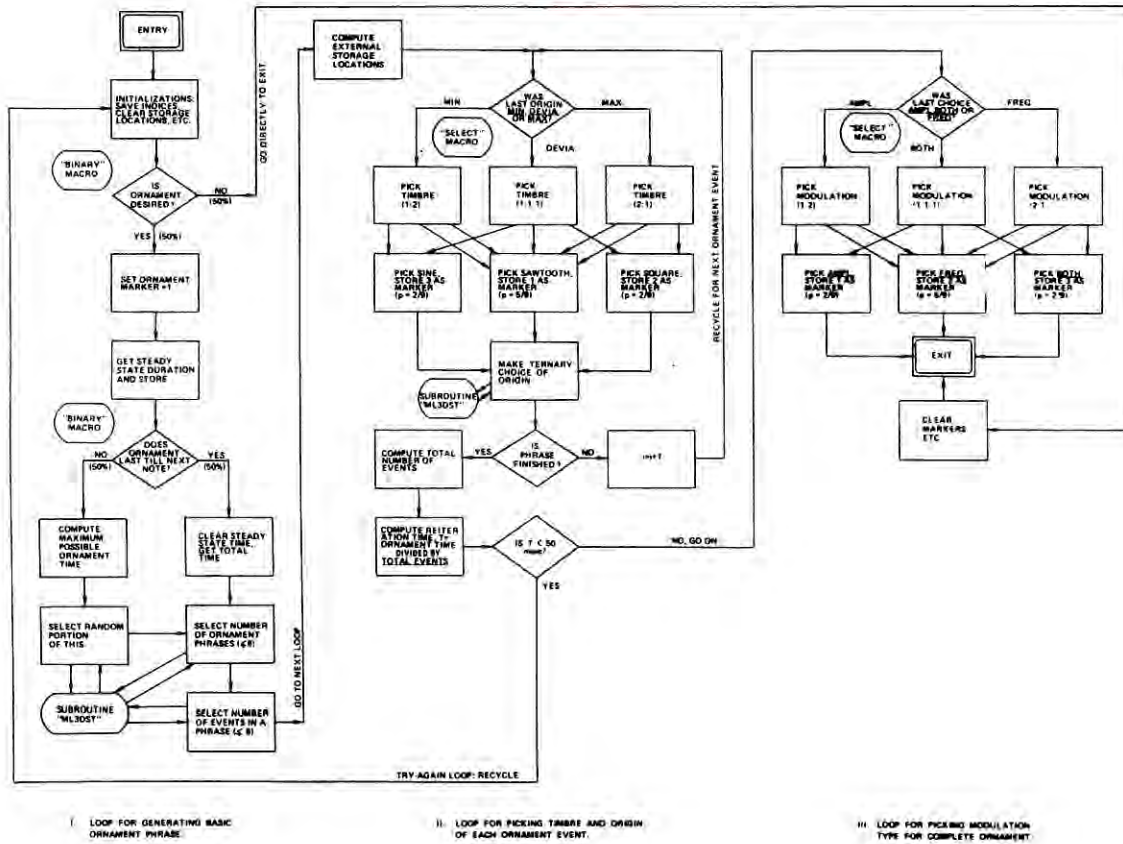 ENTRY
INITIALIZATIONS:
SAVE INDICES,
CLEAR STORAGE
LOCATIONS, ETC.
"BINARY"
MACRO
IS
ORNAMENT
DESIRED?
NO
(50%)
YES (50%)
SET ORNAMENT
MARKER = 1
GET STEADY
STATE DURATION
AND STORE
"BINARY"
MACRO
DOES
ORNAMENT
LAST TILL NEXT
NOTE?
NO
(50%)
YES
(50%)
COMPUTE
MAXIMUM
POSSIBLE
ORNAMENT
TIME
CLEAR STEADY
STATE TIME,
GET TOTAL
TIME
SELECT RANDOM
PORTION
OF THIS
SELECT NUMBER
OF ORNAMENT
PHRASES (≤8)
SUBROUTINE
"ML3DST"
SELECT NUMBER
OF EVENTS IN A
PHRASE (≤ 8)
GO DIRECTLY TO EXIT
GO TO NEXT LOOP
COMPUTE
EXTERNAL
STORAGE
LOCATIONS
WAS
LAST ORIGIN
MIN, DEVIA,
OR MAX?
MIN
MAX
DEVIA.
"SELECT"
MACRO
PICK
TIMBRE
(1:2)
PICK
TIMBRE
(1:1:1)
PICK
TIMBRE
(2:1)
PICK SINE,
STORE 3 AS
MARKER
(p = 2/9)
PICK SAWTOOTH,
STORE 1 AS
MARKER
(p = 5/9)
PICK SQUARE,
STORE 2 AS
MARKER
(p = 2/9)
MAKE TERNARY
CHOICE OF
ORIGIN
SUBROUTINE
"ML3DST"
IS
PHRASE
FINISHED?
YES
NO
COMPUTE TOTAL
NUMBER OF
EVENTS
COMPUTE REITER
ATION TIME, T=
ORNAMENT TIME
DIVIDED BY
TOTAL EVENTS
IS T < 50
YES
NO, GO ON
RECYCLE FOR NEXT ORNAMENT EVENT
TRY-AGAIN LOOP: RECYCLE
WAS
LAST CHOICE
AMPL, BOTH OR
FREQ?
AMPL
FREQ
BOTH
"SELECT"
MACRO
PICK
MODULATION
(1:2)
PICK
MODULATION
(1:1:1)
PICK
MODULATION
2:1
PICK AMPL
STORE 1 AS
MARKER
(p = 2/9)
PICK FREQ
STORE 2 AS
MARKER
(p = 5/9)
PICK BOTH
STORE 3 AS
MARKER
(p = 2/9)
EXIT
CLEAR
MARKERS
ETC
I. LOOP FOR GENERATING BASIC
ORNAMENT PHRASE.
II. LOOP FOR PICKING TIMBRE AND ORIGIN
OF EACH ORNAMENT EVENT.
III. LOOP FOR PICKING MODULATION
TYPE FOR COMPLETE ORNAMENT